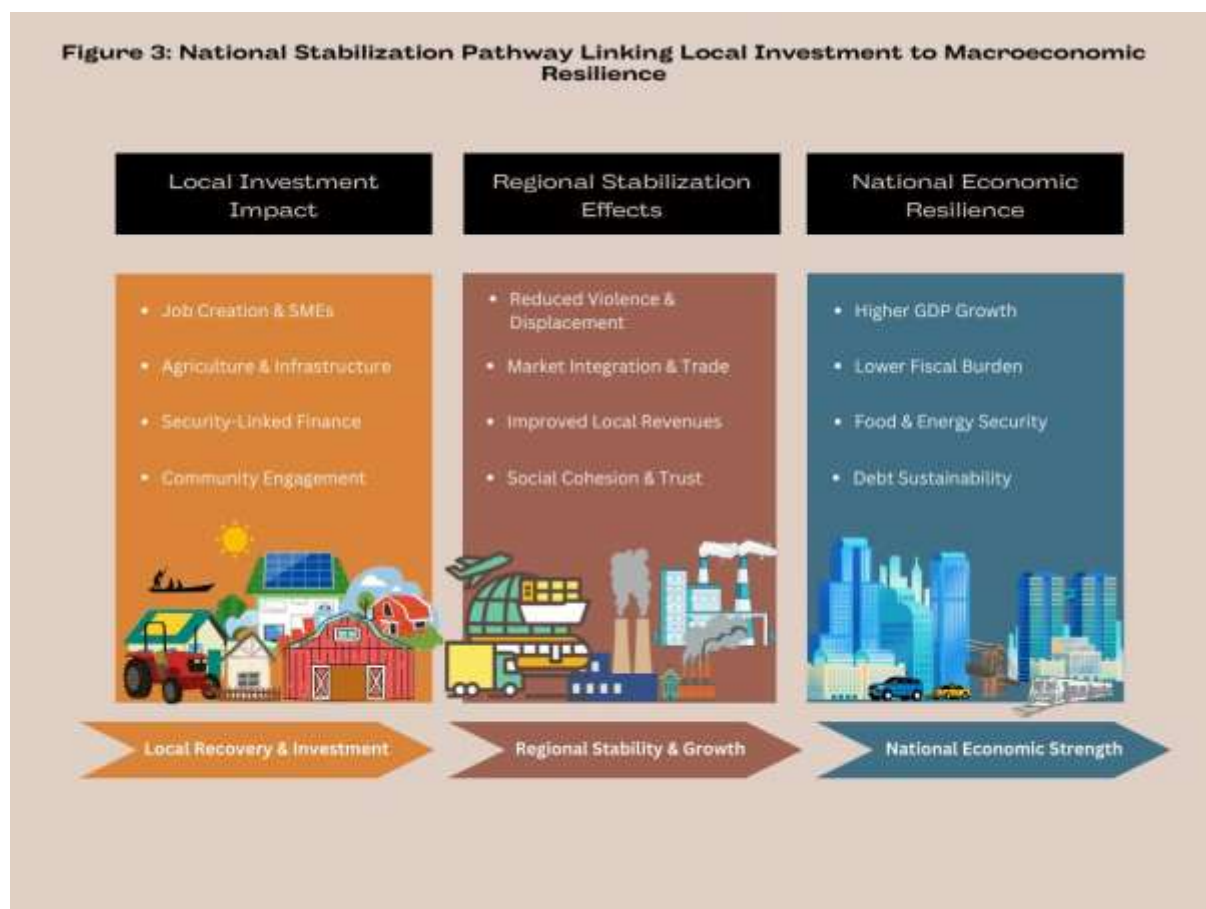 Figure 3: National Stabilization Pathway Linking Local Investment to Macroeconomic
Resilience
Local Investment
Impact
Regional Stabilization
Effects
National Economic
Resilience
• Job Creation & SMEs
• Agriculture & Infrastructure
• Security-Linked Finance
• Community Engagement
• Reduced Violence &
Displacement
• Market Integration & Trade
• Improved Local Revenues
• Social Cohesion & Trust
• Higher GDP Growth
• Lower Fiscal Burden
• Food & Energy Security
• Debt Sustainability
Local Recovery & Investment
Regional Stability & Growth
National Economic Strength